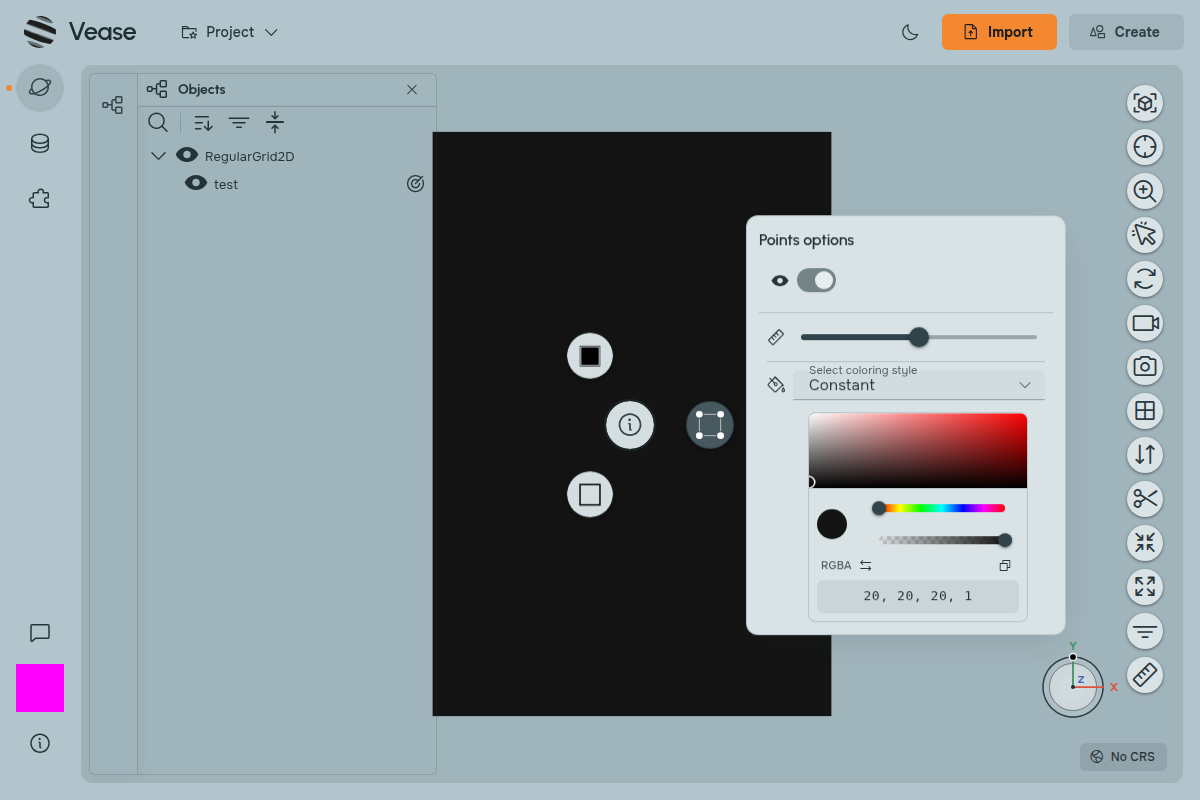 Vease
Project
Import
Create
Objects
RegularGrid2D
test
Points options
Select coloring style
Constant
RGBA
20, 20, 20, 1
Y
Z
X
No CRS